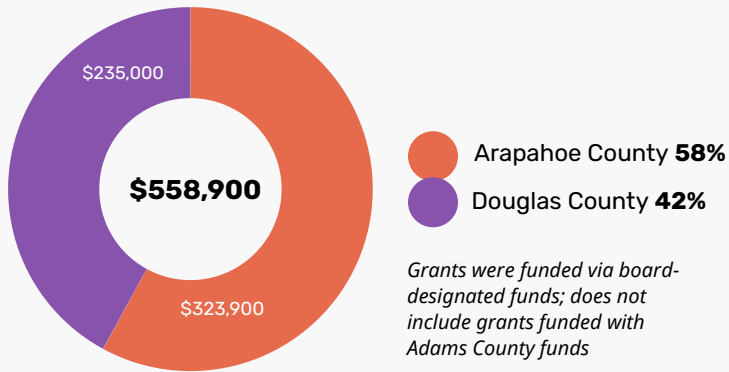 $235,000
$558,900
$323,900
Arapahoe County 58%
Douglas County 42%
Grants were funded via board-
designated funds; does not
include grants funded with
Adams County funds